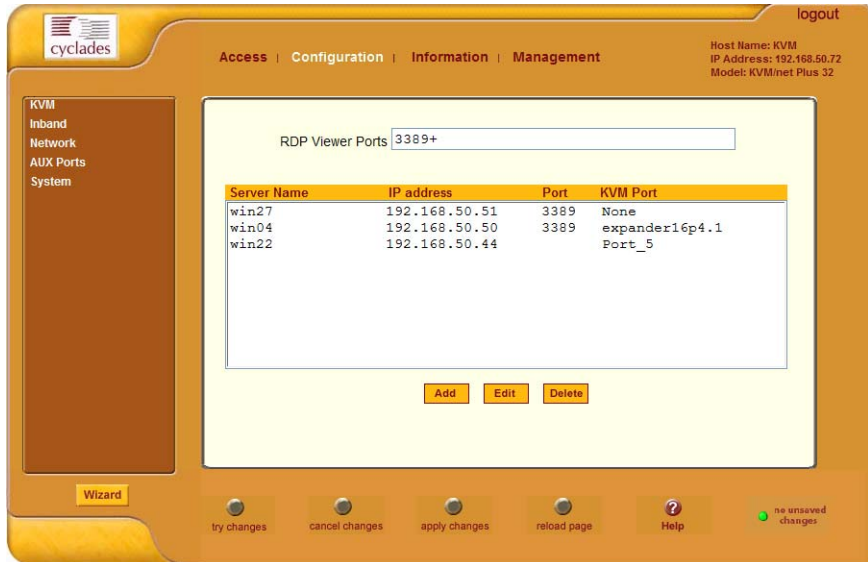 logout
cyclades
Access | Configuration | Information | Management
Host Name: KVM
IP Address: 192.168.50.72
Model: KVM/net Plus 32
KVM
Inband
Network
AUX Ports
System
RDP Viewer Ports 3389+
Server Name IP address Port KVM Port
win27 192.168.50.51 3389 None
win04 192.168.50.50 3389 expander16p4.1
win22 192.168.50.44 Port_5
Add Edit Delete
Wizard
try changes cancel changes apply changes reload page Help
no unsaved
changes